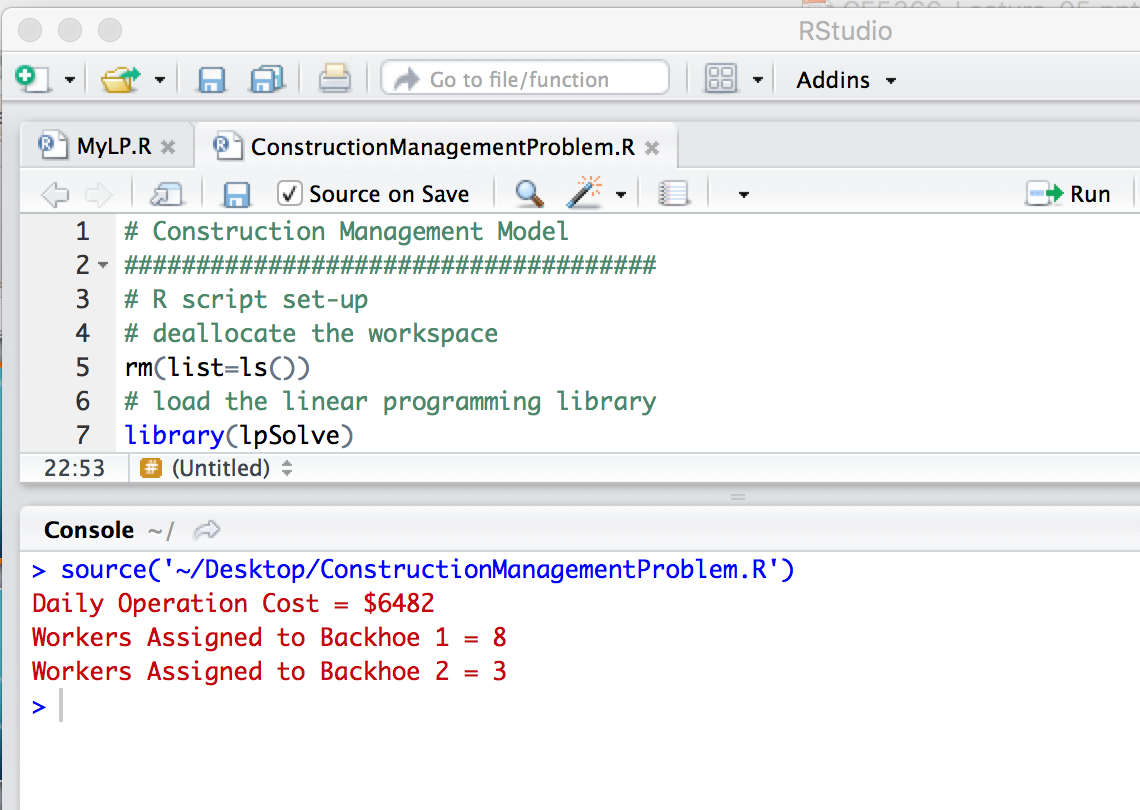 RStudio
Go to file/function
Addins
MyLP.R
ConstructionManagementProblem.R
Source on Save
Run
1 # Construction Management Model
2 #####################################
3 # R script set-up
4 # deallocate the workspace
5 rm(list=ls())
6 # load the linear programming library
7 library(lpSolve)
22:53 # (Untitled)
Console ~/
> source('~/Desktop/ConstructionManagementProblem.R')
Daily Operation Cost = $6482
Workers Assigned to Backhoe 1 = 8
Workers Assigned to Backhoe 2 = 3
>